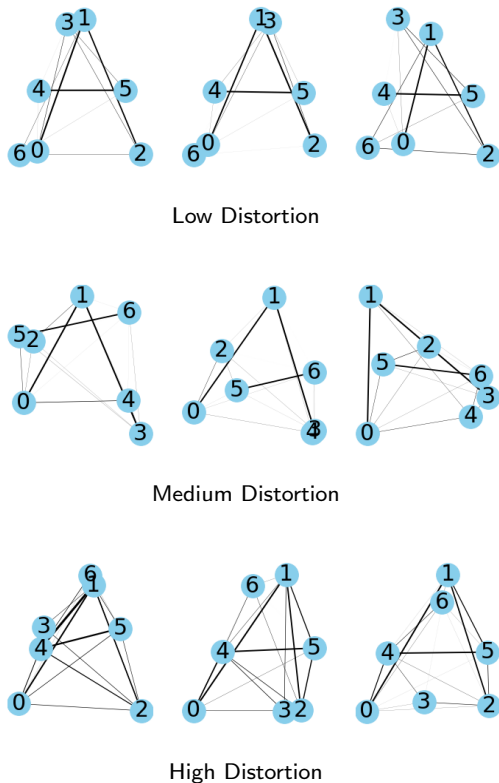 3 1 1 3 3 1
4 5 4 5 4 5
6 0 2 6 0 2 6 0 2
Low Distortion
1 6 1 1
5 2 2 5 6 5 2 6
0 4 3 0 4 3 0 4 3
Medium Distortion
6 1 6 1 1 6
3 4 5 4 5 4 5
0 2 0 3 2 0 3 2
High Distortion